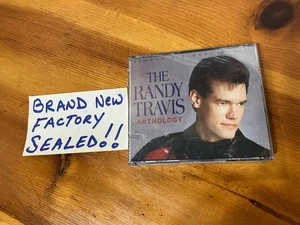 BRAND NEW
FACTORY
SEALED!!
THE
RANDY
TRAVIS
ANTHOLOGY